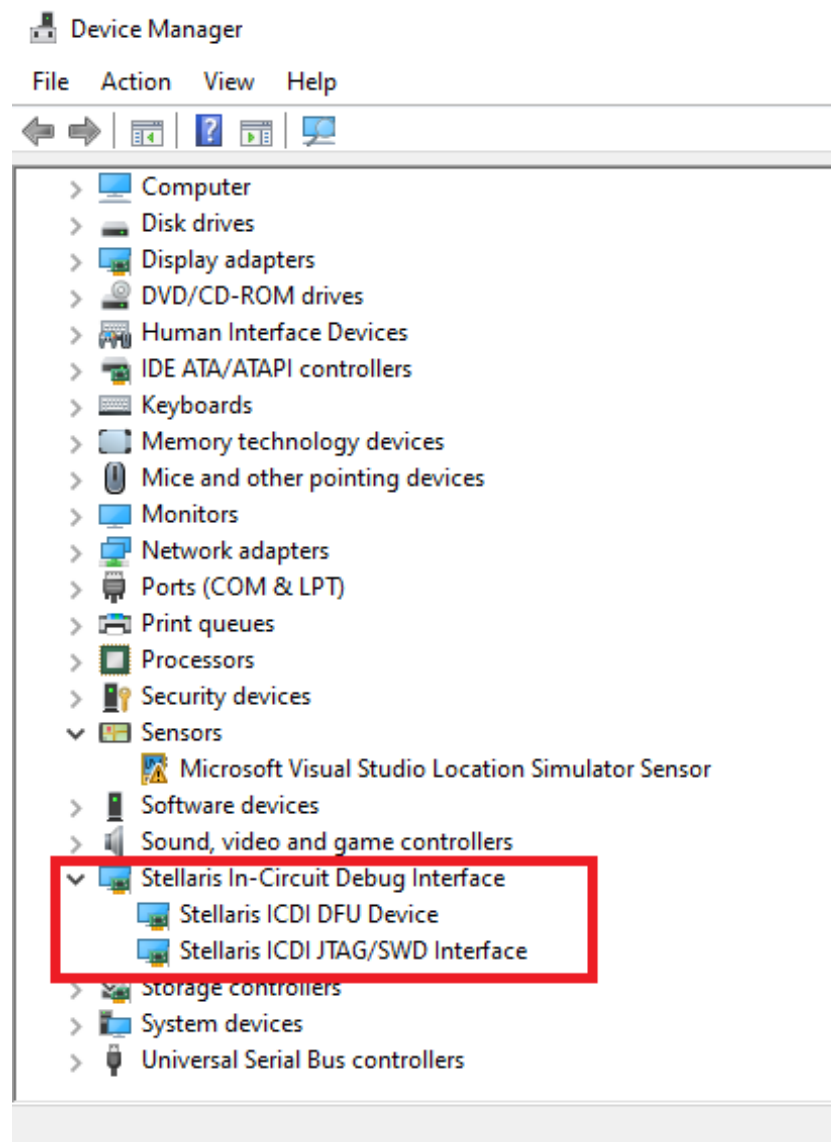 Device Manager
File Action View Help
Computer
Disk drives
Display adapters
DVD/CD-ROM drives
Human Interface Devices
IDE ATA/ATAPI controllers
Keyboards
Memory technology devices
Mice and other pointing devices
Monitors
Network adapters
Ports (COM & LPT)
Print queues
Processors
Security devices
Sensors
Microsoft Visual Studio Location Simulator Sensor
Software devices
Sound, video and game controllers
Stellaris In-Circuit Debug Interface
Stellaris ICDI DFU Device
Stellaris ICDI JTAG/SWD Interface
Storage controllers
System devices
Universal Serial Bus controllers